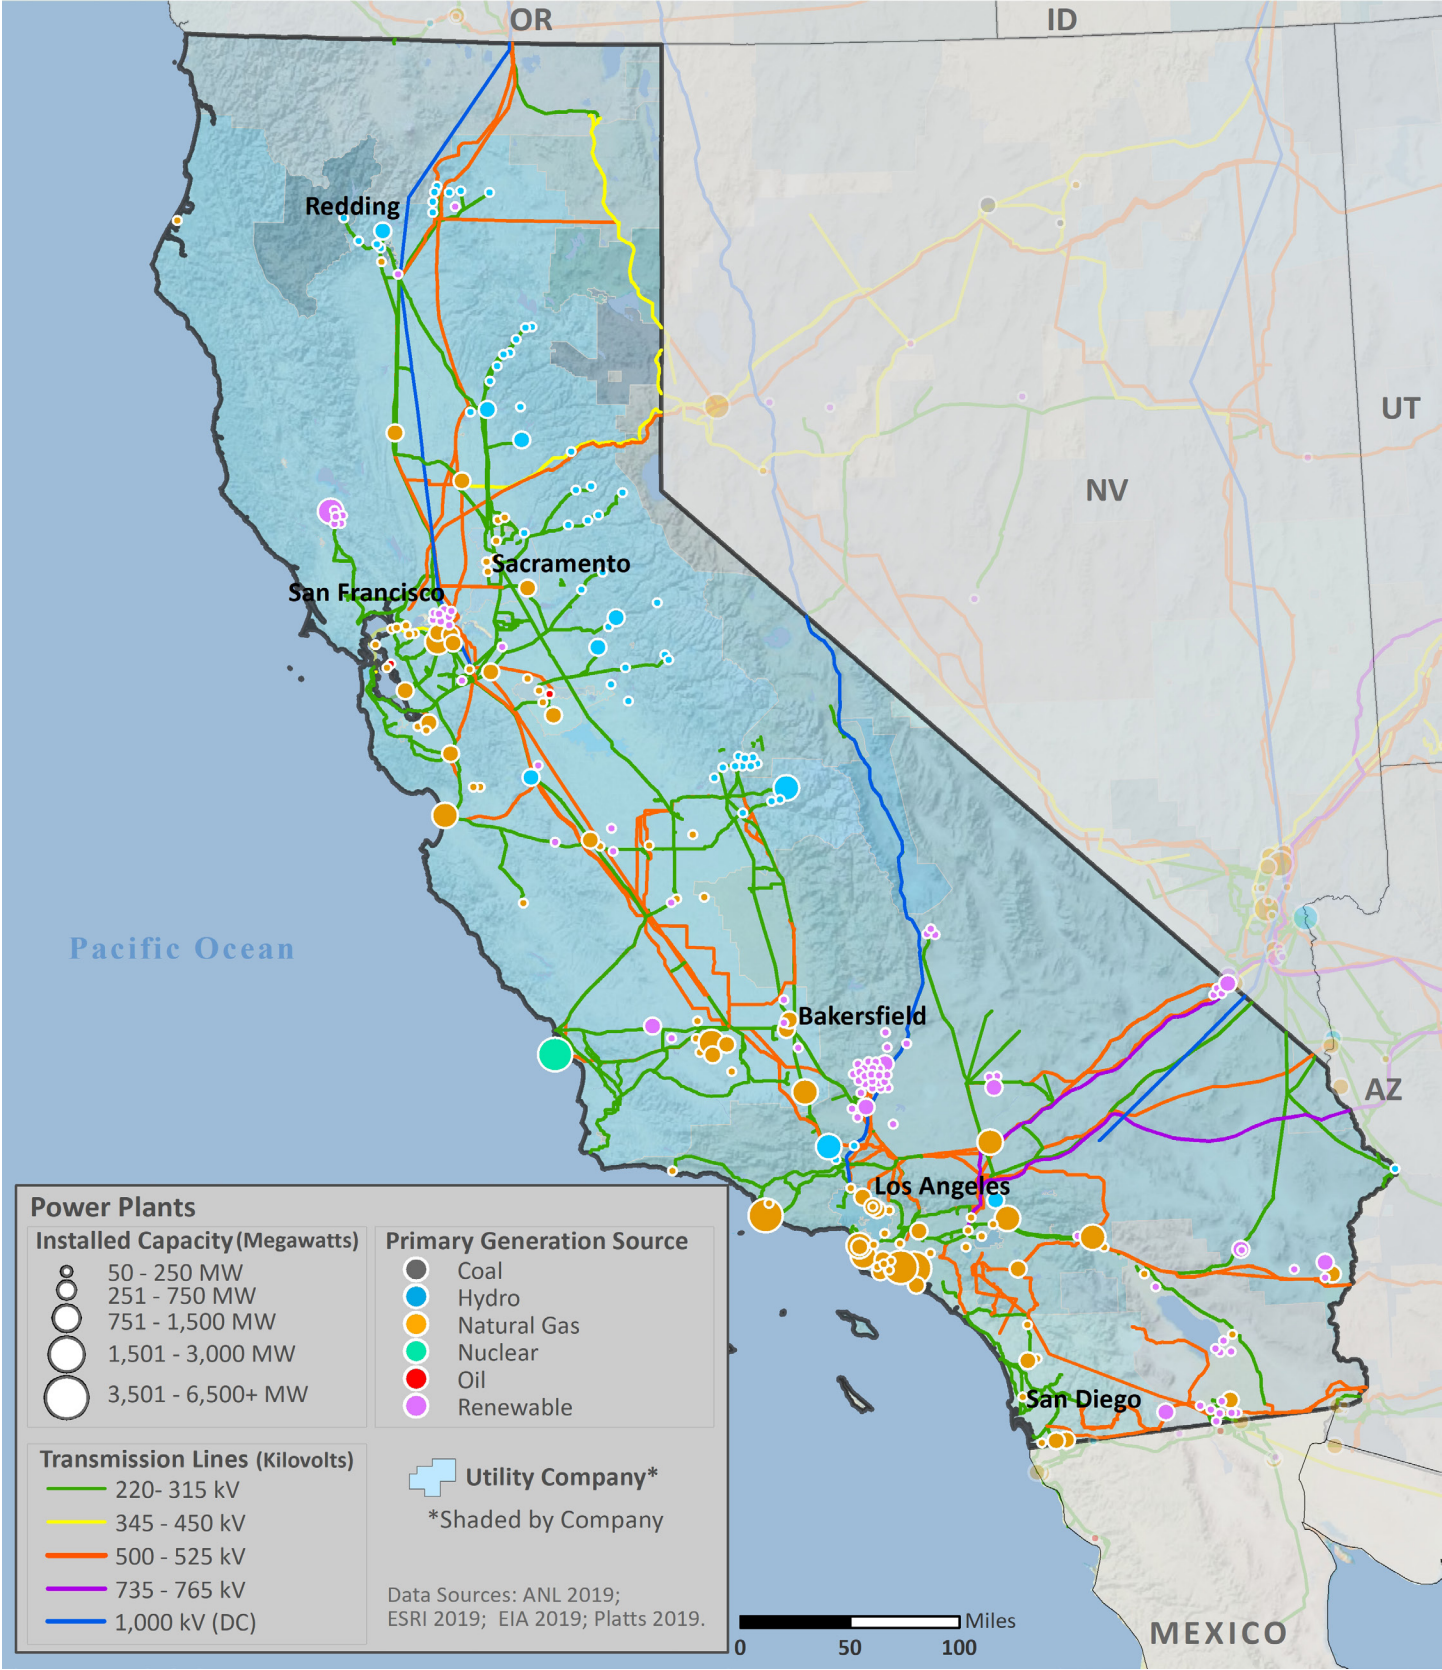 OR
ID
Redding
UT
NV
Sacramento
San Francisco
Pacific Ocean
Bakersfield
AZ
Los Angeles
San Diego
MEXICO
Power Plants
Installed Capacity (Megawatts)
50 - 250 MW
251 - 750 MW
751 - 1,500 MW
1,501 - 3,000 MW
3,501 - 6,500+ MW
Primary Generation Source
Coal
Hydro
Natural Gas
Nuclear
Oil
Renewable
Transmission Lines (Kilovolts)
220- 315 kV
345 - 450 kV
500 - 525 kV
735 - 765 kV
1,000 kV (DC)
Utility Company*
*Shaded by Company
Data Sources: ANL 2019;
ESRI 2019; EIA 2019; Platts 2019.
Miles
0 50 100